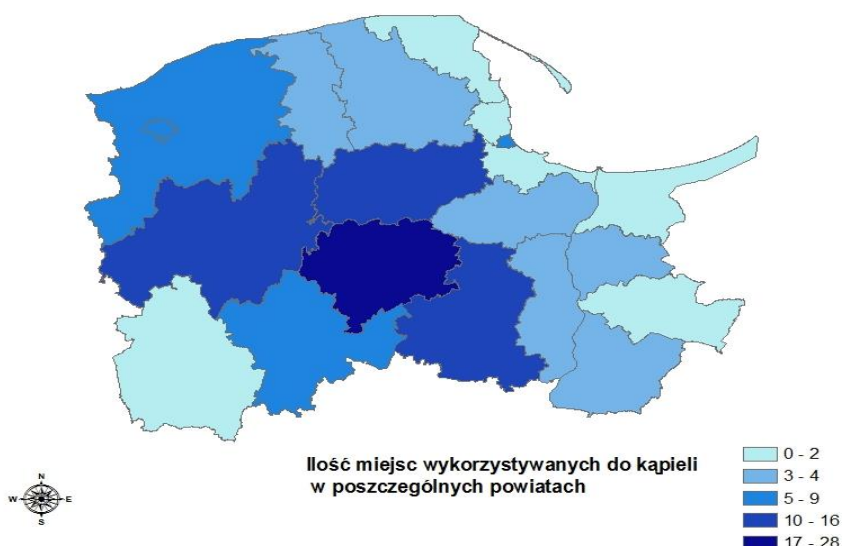 Ilość miejsc wykorzystywanych do kąpieli
w poszczególnych powiatach
N
W E
S
0 - 2
3 - 4
5 - 9
10 - 16
17 - 28